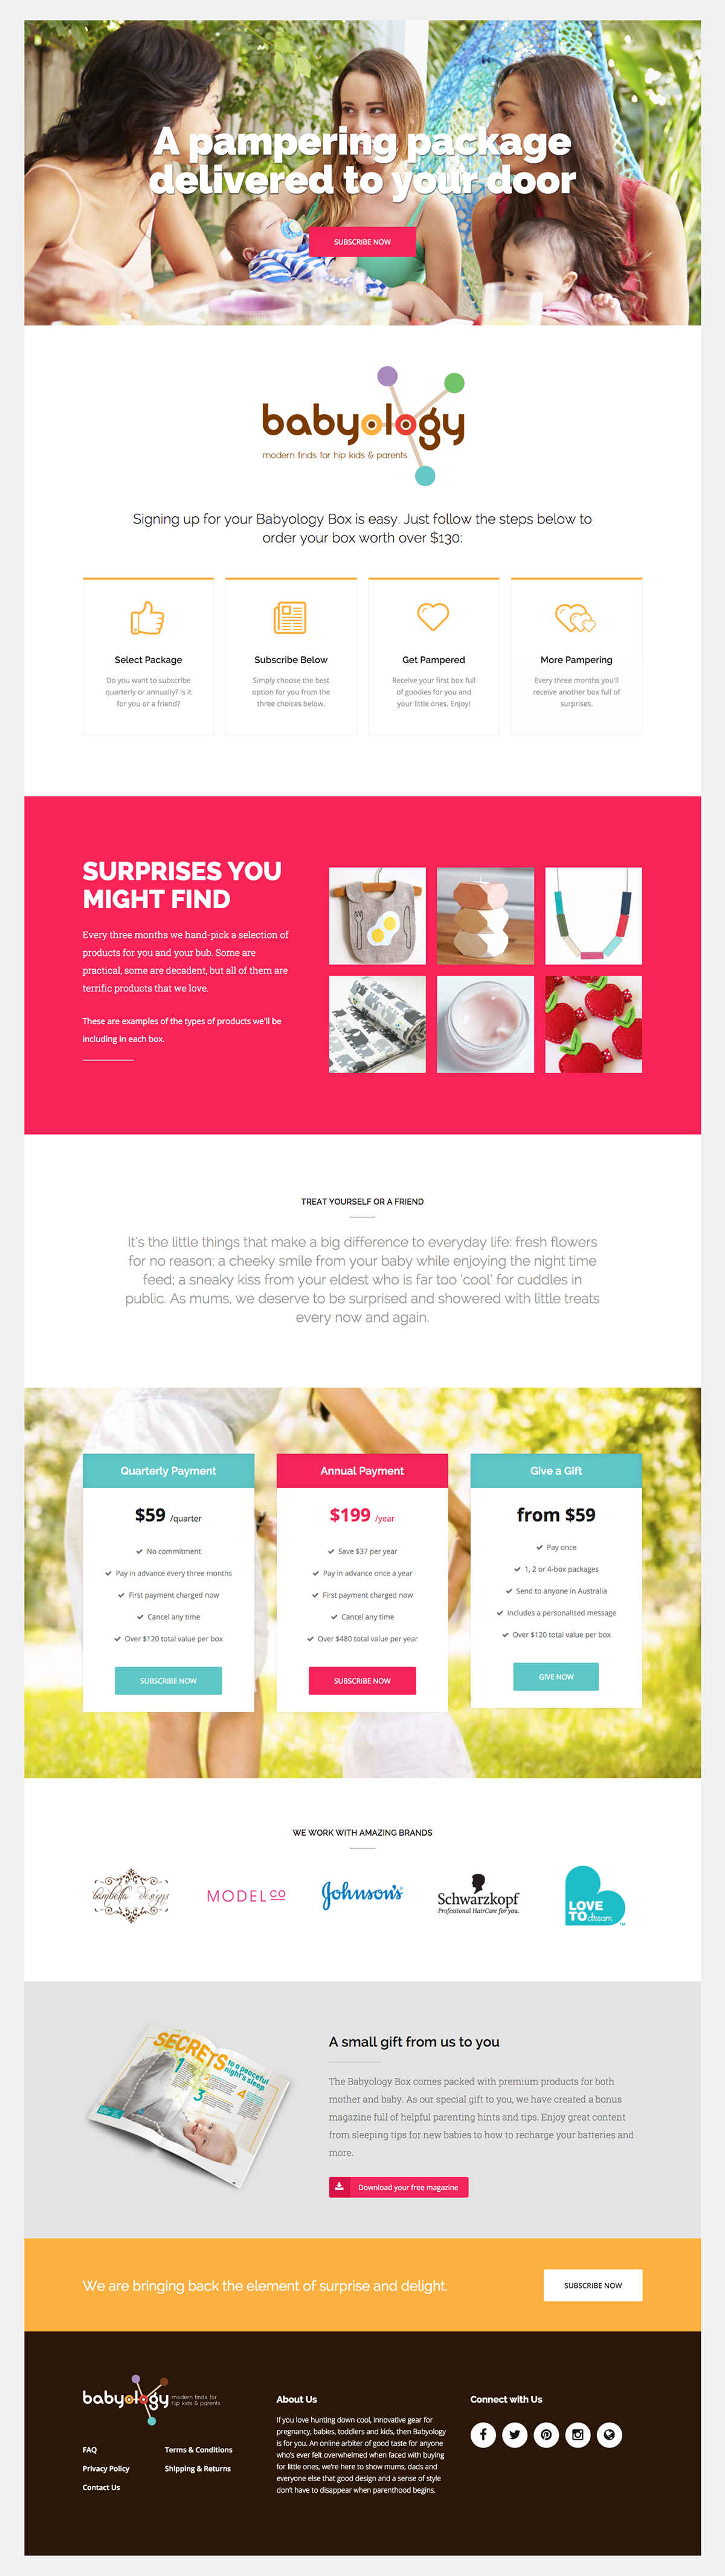 A pampering package
delivered to your door
SUBSCRIBE NOW
babyology
modern finds for hip kids & parents
Signing up for your Babyology Box is easy. Just follow the steps below to
order your box worth over $130:
Select Package
Do you want to subscribe
quarterly or annually? Is it
for you or a friend?
Subscribe Below
Simply choose the best
option for you from the
three choices below.
Get Pampered
Receive your first box full
of goodies for you and
your little ones. Enjoy!
More Pampering
Every three months you'll
receive another box full of
surprises.
SURPRISES YOU
MIGHT FIND
Every three months we hand-pick a selection of
products for you and your bub. Some are
practical, some are decadent, but all of them are
terrific products that we love.
These are examples of the types of products we'll be
including in each box.
TREAT YOURSELF OR A FRIEND
It's the little things that make a big difference to everyday life: fresh flowers
for no reason; a cheeky smile from your baby while enjoying the night time
feed; a sneaky kiss from your eldest who is far too 'cool' for cuddles in
public. As mums, we deserve to be surprised and showered with little treats
every now and again.
Quarterly Payment
$59 /quarter
No commitment
Pay in advance every three months
First payment charged now
Cancel any time
Over $120 total value per box
SUBSCRIBE NOW
Annual Payment
$199 /year
Save $37 per year
Pay in advance once a year
First payment charged now
Cancel any time
Over $480 total value per year
SUBSCRIBE NOW
Give a Gift
from $59
Pay once
1, 2 or 4-box packages
Send to anyone in Australia
Includes a personalised message
Over $120 total value per box
GIVE NOW
WE WORK WITH AMAZING BRANDS
bambella designs
MODEL CO
Johnson's
Schwarzkopf
Professional HairCare for you.
LOVE
TO dream
TM
SECRETS
to a peaceful
night's sleep
1
2
3
4
A small gift from us to you
The Babyology Box comes packed with premium products for both
mother and baby. As our special gift to you, we have created a bonus
magazine full of helpful parenting hints and tips. Enjoy great content
from sleeping tips for new babies to how to recharge your batteries and
more.
Download your free magazine
We are bringing back the element of surprise and delight.
SUBSCRIBE NOW
babyology
modern finds for
hip kids & parents
FAQ
Privacy Policy
Contact Us
Terms & Conditions
Shipping & Returns
About Us
If you love hunting down cool, innovative gear for
pregnancy, babies, toddlers and kids, then Babyology
is for you. An online arbiter of good taste for anyone
who's ever felt overwhelmed when faced with buying
for little ones, we're here to show mums, dads and
everyone else that good design and a sense of style
don't have to disappear when parenthood begins.
Connect with Us